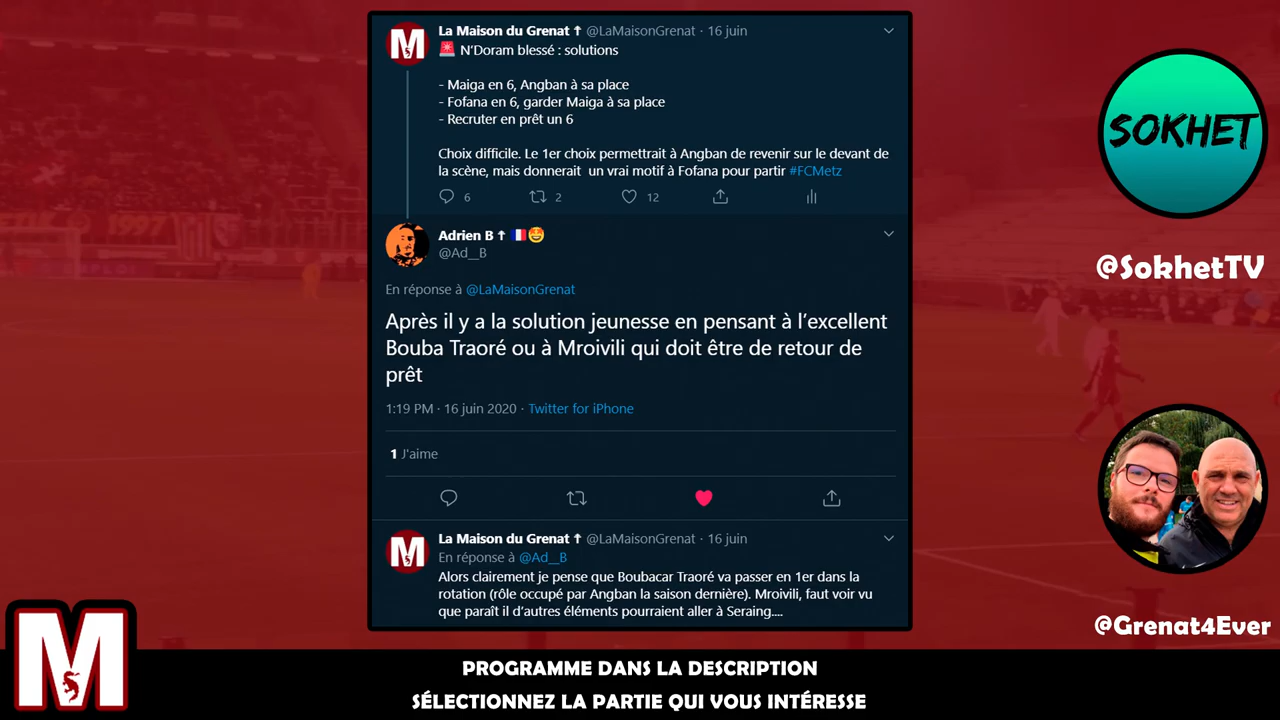 La Maison du Grenat ↑ @LaMaisonGrenat · 16 juin
🚨 N'Doram blessé : solutions
- Maiga en 6, Angban à sa place
- Fofana en 6, garder Maiga à sa place
- Recruter en prêt un 6
Choix difficile. Le 1er choix permettrait à Angban de revenir sur le devant de
la scène, mais donnerait un vrai motif à Fofana pour partir #FCMetz
6 2 12
Adrien B ↑ 🇫🇷🤩
@Ad__B
En réponse à @LaMaisonGrenat
Après il y a la solution jeunesse en pensant à l'excellent
Bouba Traoré ou à Mroivili qui doit être de retour de
prêt
1:19 PM · 16 juin 2020 · Twitter for iPhone
1 J'aime
La Maison du Grenat ↑ @LaMaisonGrenat · 16 juin
En réponse à @Ad__B
Alors clairement je pense que Boubacar Traoré va passer en 1er dans la
rotation (rôle occupé par Angban la saison dernière). Mroivili, faut voir vu
que paraît il d'autres éléments pourraient aller à Seraing....
SOKHET
@SokhetTV
@Grenat4Ever
1997
M
PROGRAMME DANS LA DESCRIPTION
SÉLECTIONNEZ LA PARTIE QUI VOUS INTÉRESSE